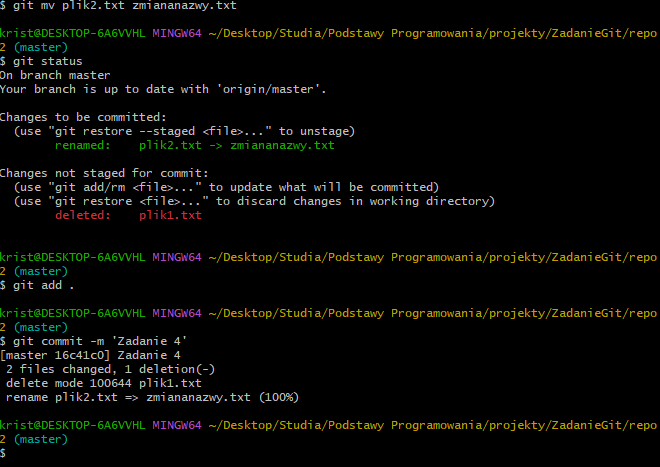 $ git mv plik2.txt zmiananazwy.txt
krist@DESKTOP-6A6VVHL MINGW64 ~/Desktop/Studia/Podstawy Programowania/projekty/ZadanieGit/repo
2 (master)
$ git status
On branch master
Your branch is up to date with 'origin/master'.
Changes to be committed:
  (use "git restore --staged <file>..." to unstage)
        renamed:    plik2.txt -> zmiananazwy.txt
Changes not staged for commit:
  (use "git add/rm <file>..." to update what will be committed)
  (use "git restore <file>..." to discard changes in working directory)
        deleted:    plik1.txt
krist@DESKTOP-6A6VVHL MINGW64 ~/Desktop/Studia/Podstawy Programowania/projekty/ZadanieGit/repo
2 (master)
$ git add .
krist@DESKTOP-6A6VVHL MINGW64 ~/Desktop/Studia/Podstawy Programowania/projekty/ZadanieGit/repo
2 (master)
$ git commit -m 'Zadanie 4'
[master 16c41c0] Zadanie 4
 2 files changed, 1 deletion(-)
 delete mode 100644 plik1.txt
 rename plik2.txt => zmiananazwy.txt (100%)
krist@DESKTOP-6A6VVHL MINGW64 ~/Desktop/Studia/Podstawy Programowania/projekty/ZadanieGit/repo
2 (master)
$